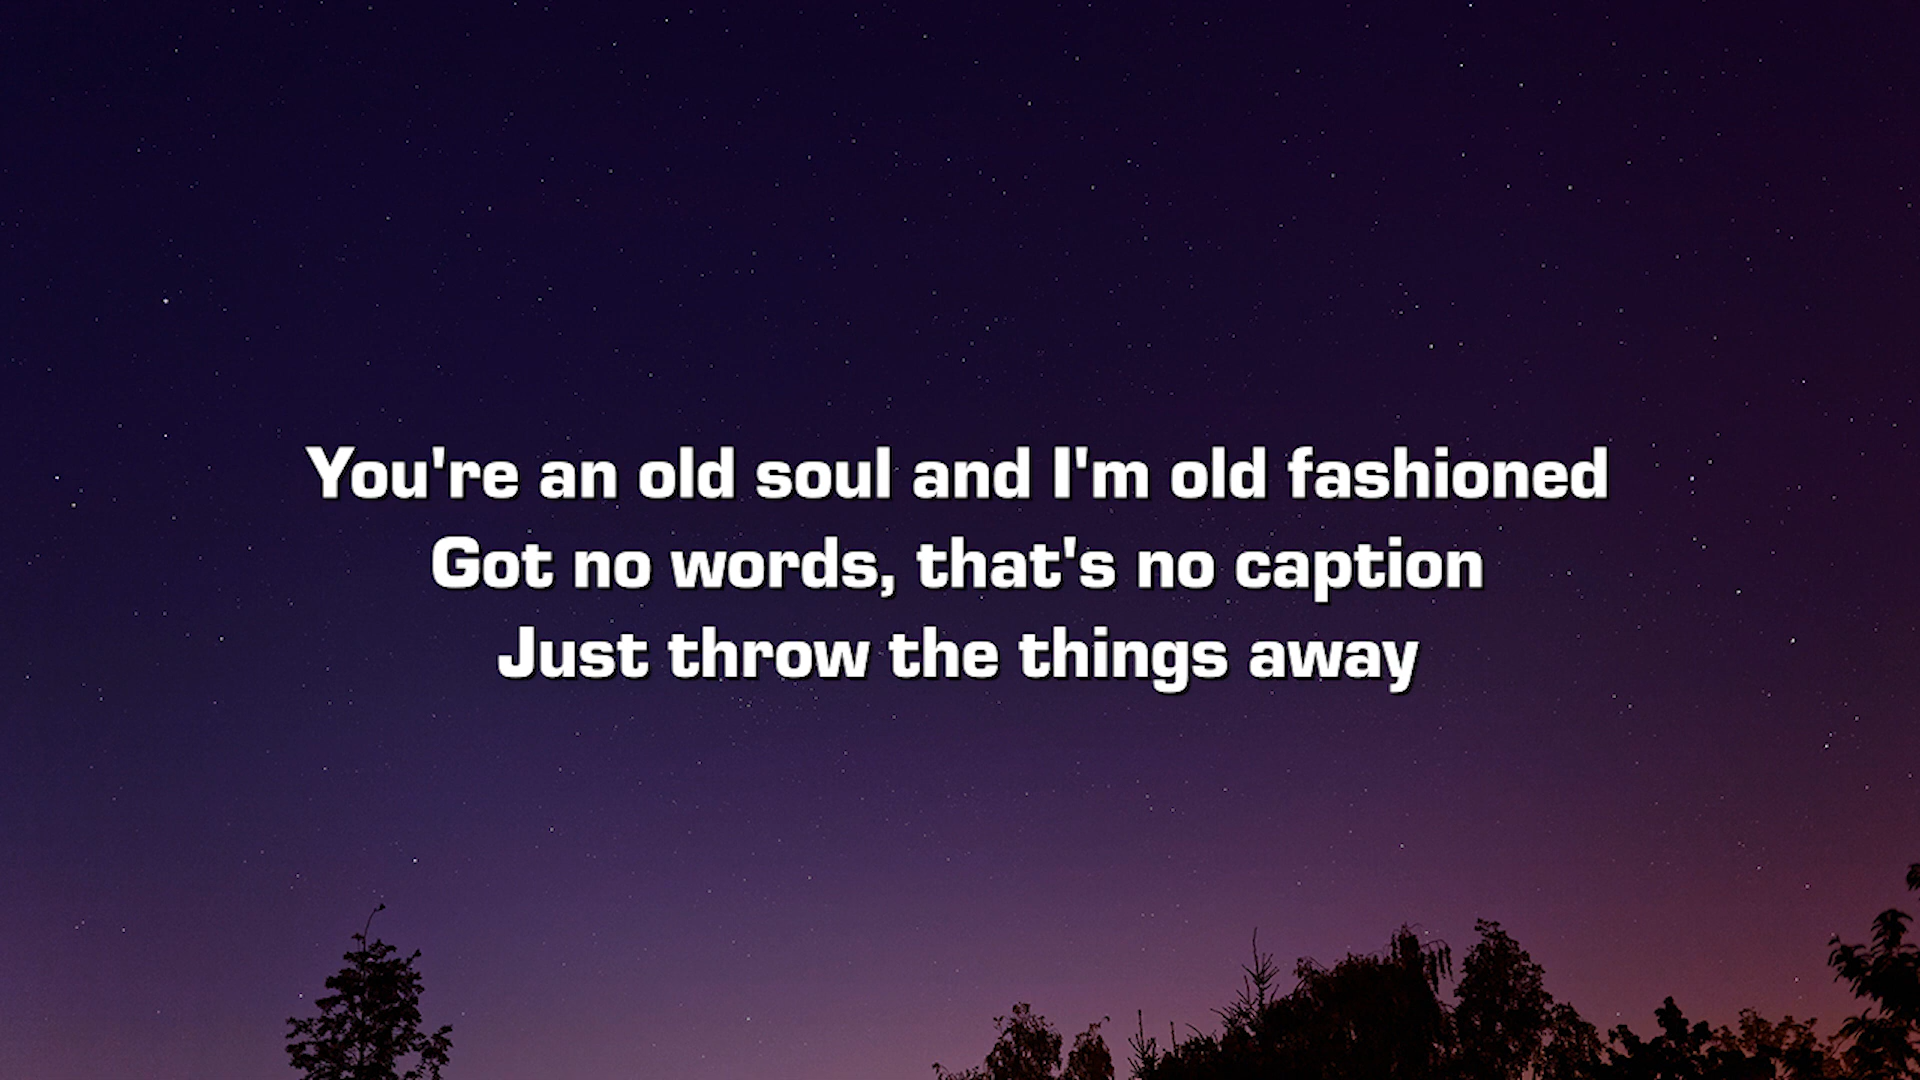 You're an old soul and I'm old fashioned
Got no words, that's no caption
Just throw the things away